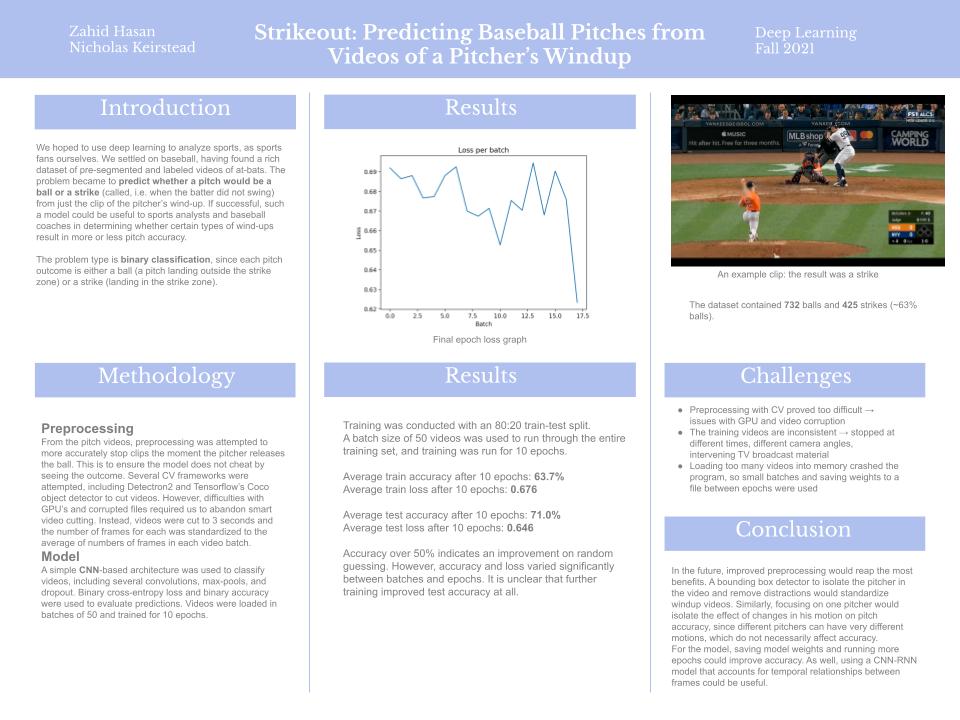 Zahid Hasan
Nicholas Keirstead
Strikeout: Predicting Baseball Pitches from
Videos of a Pitcher's Windup
Deep Learning
Fall 2021
Introduction
We hoped to use deep learning to analyze sports, as sports
fans ourselves. We settled on baseball, having found a rich
dataset of pre-segmented and labeled videos of at-bats. The
problem became to predict whether a pitch would be a
ball or a strike (called, i.e. when the batter did not swing)
from just the clip of the pitcher's wind-up. If successful, such
a model could be useful to sports analysts and baseball
coaches in determining whether certain types of wind-ups
result in more or less pitch accuracy.
The problem type is binary classification, since each pitch
outcome is either a ball (a pitch landing outside the strike
zone) or a strike (landing in the strike zone).
Methodology
Preprocessing
From the pitch videos, preprocessing was attempted to
more accurately stop clips the moment the pitcher releases
the ball. This is to ensure the model does not cheat by
seeing the outcome. Several CV frameworks were
attempted, including Detectron2 and Tensorflow's Coco
object detector to cut videos. However, difficulties with
GPU's and corrupted files required us to abandon smart
video cutting. Instead, videos were cut to 3 seconds and
the number of frames for each was standardized to the
average of numbers of frames in each video batch.
Model
A simple CNN-based architecture was used to classify
videos, including several convolutions, max-pools, and
dropout. Binary cross-entropy loss and binary accuracy
were used to evaluate predictions. Videos were loaded in
batches of 50 and trained for 10 epochs.
Results
Loss per batch
0.69
0.68
0.67
0.66
0.65
0.64
0.63
0.62
Loss
0.0 2.5 5.0 7.5 10.0 12.5 15.0 17.5
Batch
Final epoch loss graph
Results
Training was conducted with an 80:20 train-test split.
A batch size of 50 videos was used to run through the entire
training set, and training was run for 10 epochs.
Average train accuracy after 10 epochs: 63.7%
Average train loss after 10 epochs: 0.676
Average test accuracy after 10 epochs: 71.0%
Average test loss after 10 epochs: 0.646
Accuracy over 50% indicates an improvement on random
guessing. However, accuracy and loss varied significantly
between batches and epochs. It is unclear that further
training improved test accuracy at all.
YANKEES
MUSIC
Hit after hit. Free for three months.
MLBshop
CAMPING
WORLD
FS1 ALCS
99
An example clip: the result was a strike
The dataset contained 732 balls and 425 strikes (~63%
balls).
Challenges
● Preprocessing with CV proved too difficult →
issues with GPU and video corruption
● The training videos are inconsistent → stopped at
different times, different camera angles,
intervening TV broadcast material
● Loading too many videos into memory crashed the
program, so small batches and saving weights to a
file between epochs were used
Conclusion
In the future, improved preprocessing would reap the most
benefits. A bounding box detector to isolate the pitcher in
the video and remove distractions would standardize
windup videos. Similarly, focusing on one pitcher would
isolate the effect of changes in his motion on pitch
accuracy, since different pitchers can have very different
motions, which do not necessarily affect accuracy.
For the model, saving model weights and running more
epochs could improve accuracy. As well, using a CNN-RNN
model that accounts for temporal relationships between
frames could be useful.